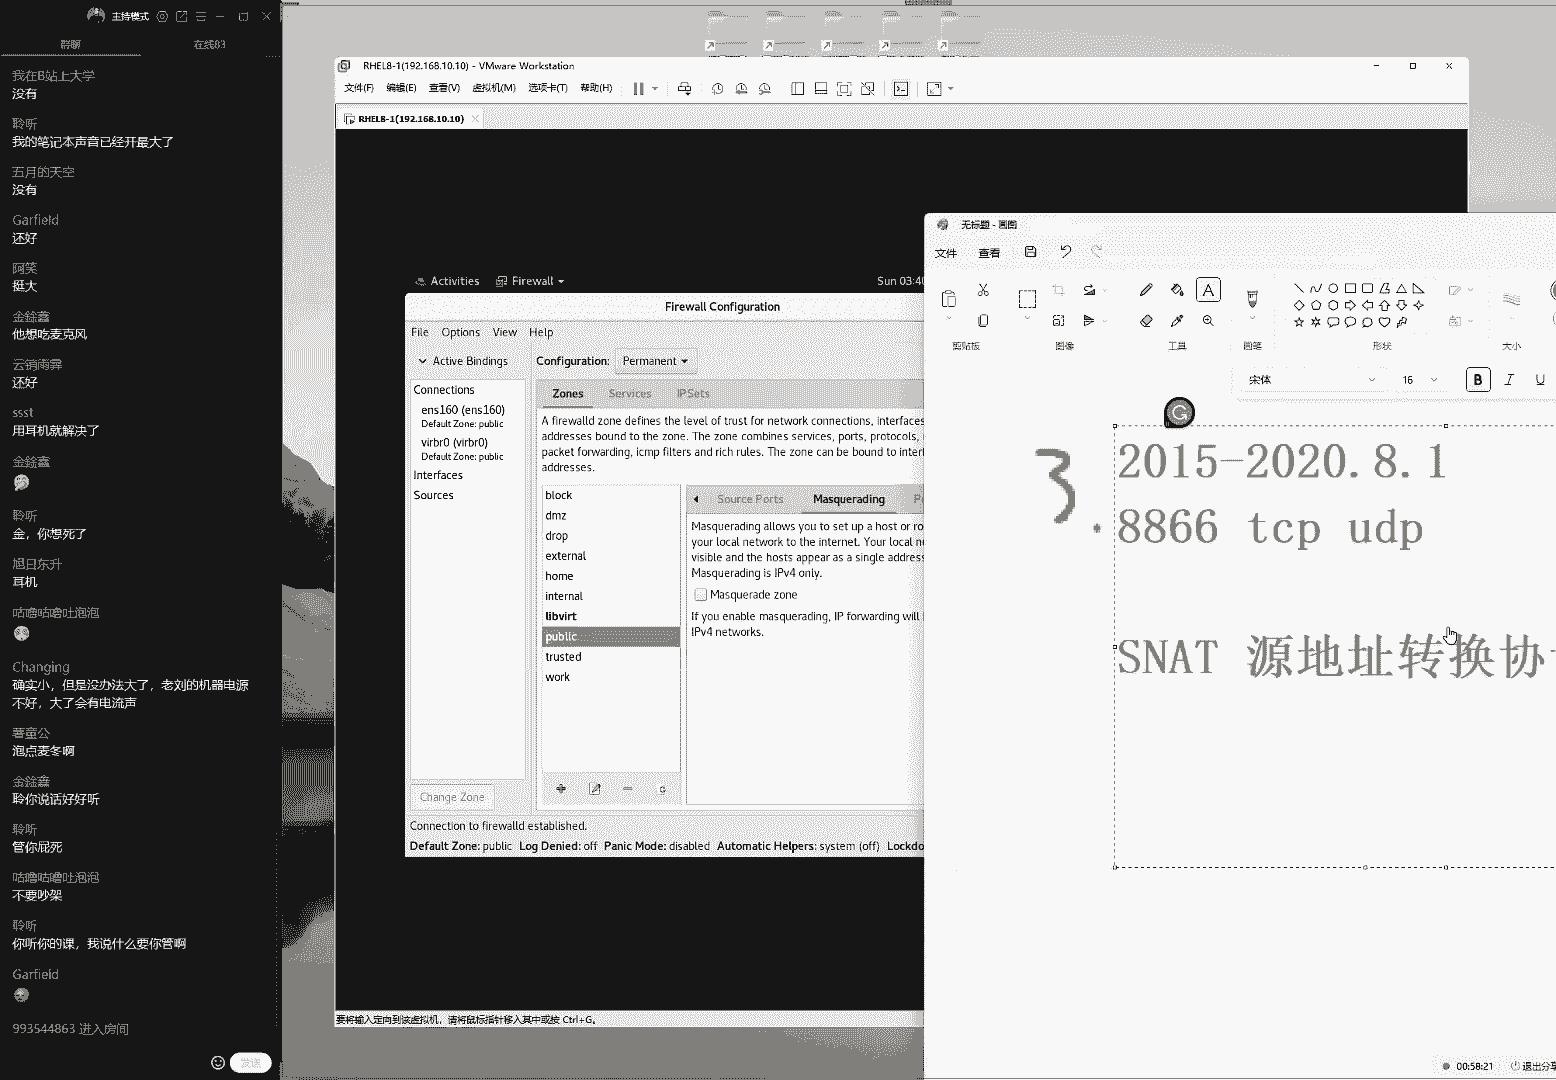 主持模式
聊聊
在线83
我在B站上大学
没有
聆听
我的笔记本声音已经开最大了
五月的天空
没有
Garfield
还好
阿笑
挺大
他想吃麦克风
还好
ssst
用耳机就解决了
聆听
金，你想死了
旭日东升
耳机
咕噜咕噜吐泡泡
Changing
确实小，但是没办法大了，老刘的机器电源
不好，大了会有电流声
薯童公
泡点麦冬啊
聆你说话好好听
聆听
管你屁死
咕噜咕噜吐泡泡
不要吵架
聆听
你听你的课，我说什么要你管啊
Garfield
993544863 进入房间
发送
RHEL8-1(192.168.10.10) - VMware Workstation
文件(F) 编辑(E) 查看(V) 虚拟机(M) 选项卡(T) 帮助(H)
RHEL8-1(192.168.10.10)
Activities Firewall Sun 03:40
Firewall Configuration
File Options View Help
Active Bindings Configuration: Permanent
Connections
ens160 (ens160)
Default Zone: public
virbr0 (virbr0)
Default Zone: public
Interfaces
Sources
Change Zone
Zones Services IPSets
A firewalld zone defines the level of trust for network connections, interfaces
addresses bound to the zone. The zone combines services, ports, protocols,
packet forwarding, icmp filters and rich rules. The zone can be bound to
addresses.
block
dmz
drop
external
home
internal
libvirt
public
trusted
work
Source Ports Masquerading
Masquerading allows you to set up a host or
your local network to the internet. Your local
visible and the hosts appear as a single
Masquerading is IPv4 only.
Masquerade zone
If you enable masquerading, IP forwarding will
IPv4 networks.
Connection to firewalld established.
Default Zone: public Log Denied: off Panic Mode: disabled Automatic Helpers: system (off)
要将输入定向到该虚拟机，请将鼠标指针移入其中或按 Ctrl+G。
无标题 - 画图
文件 查看
剪贴板 图像 工具 画笔 形状 大小
宋体 16 B I U
3.
2015-2020.8.1
8866 tcp udp
SNAT 源地址转换协
00:58:21 退出分享